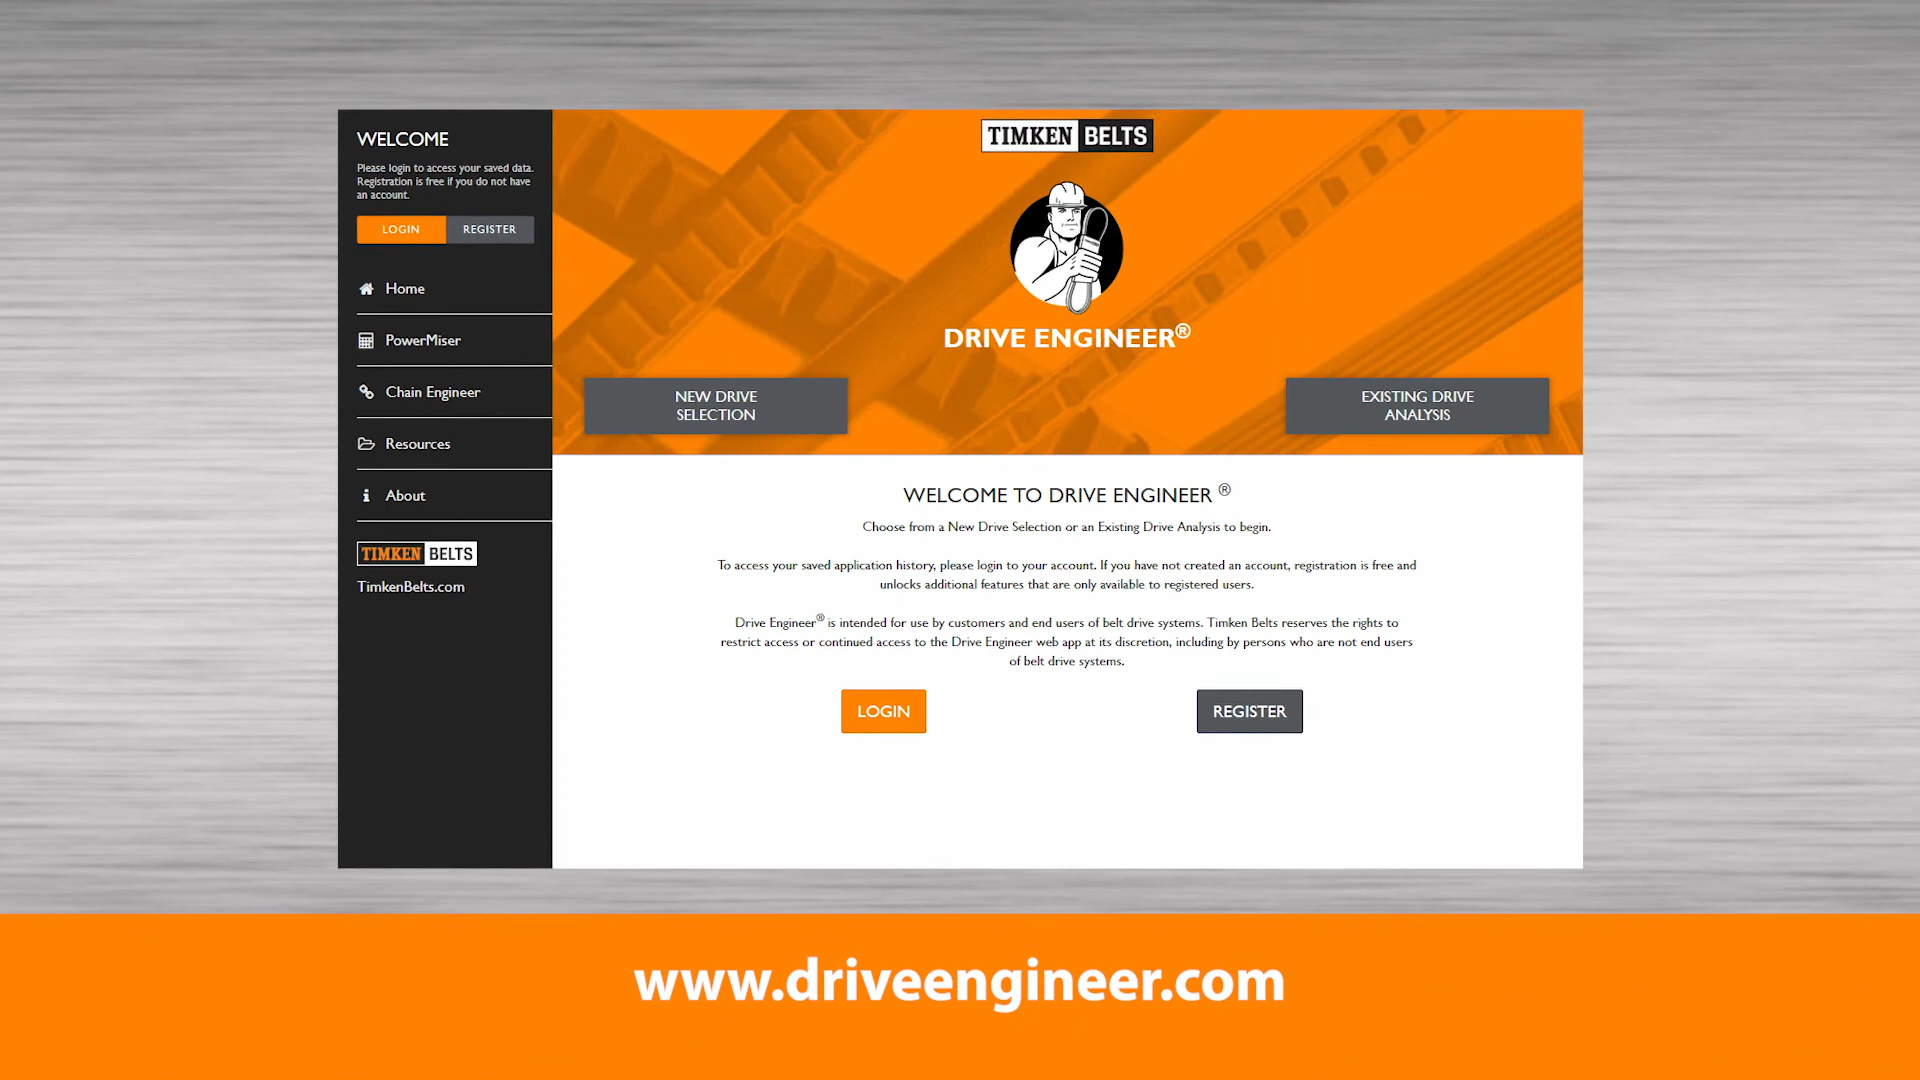 WELCOME
Please login to access your saved data.
Registration is free if you do not have
an account.
LOGIN REGISTER
Home
PowerMiser
Chain Engineer
Resources
About
TIMKEN BELTS
TimkenBelts.com
TIMKEN BELTS
DRIVE ENGINEER®
NEW DRIVE
SELECTION
EXISTING DRIVE
ANALYSIS
WELCOME TO DRIVE ENGINEER ®
Choose from a New Drive Selection or an Existing Drive Analysis to begin.
To access your saved application history, please login to your account. If you have not created an account, registration is free and
unlocks additional features that are only available to registered users.
Drive Engineer® is intended for use by customers and end users of belt drive systems. Timken Belts reserves the rights to
restrict access or continued access to the Drive Engineer web app at its discretion, including by persons who are not end users
of belt drive systems.
LOGIN REGISTER
www.driveengineer.com